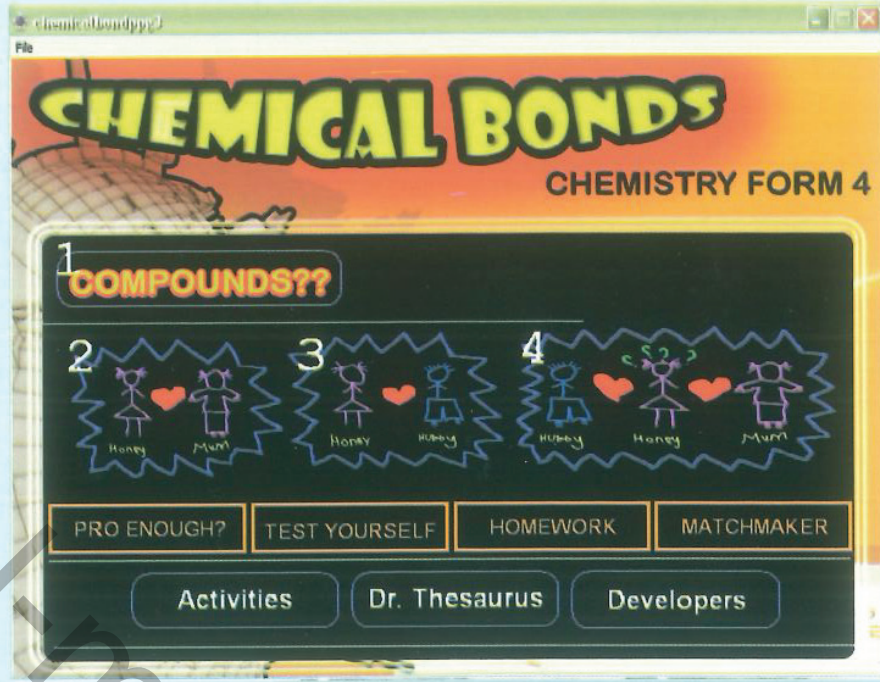 chemicalbondppg3
File
CHEMICAL BONDS
CHEMISTRY FORM 4
1
COMPOUNDS??
2 3 4
Honey Mum Honey Hubby Hubby Honey Mum
PRO ENOUGH? TEST YOURSELF HOMEWORK MATCHMAKER
Activities Dr. Thesaurus Developers